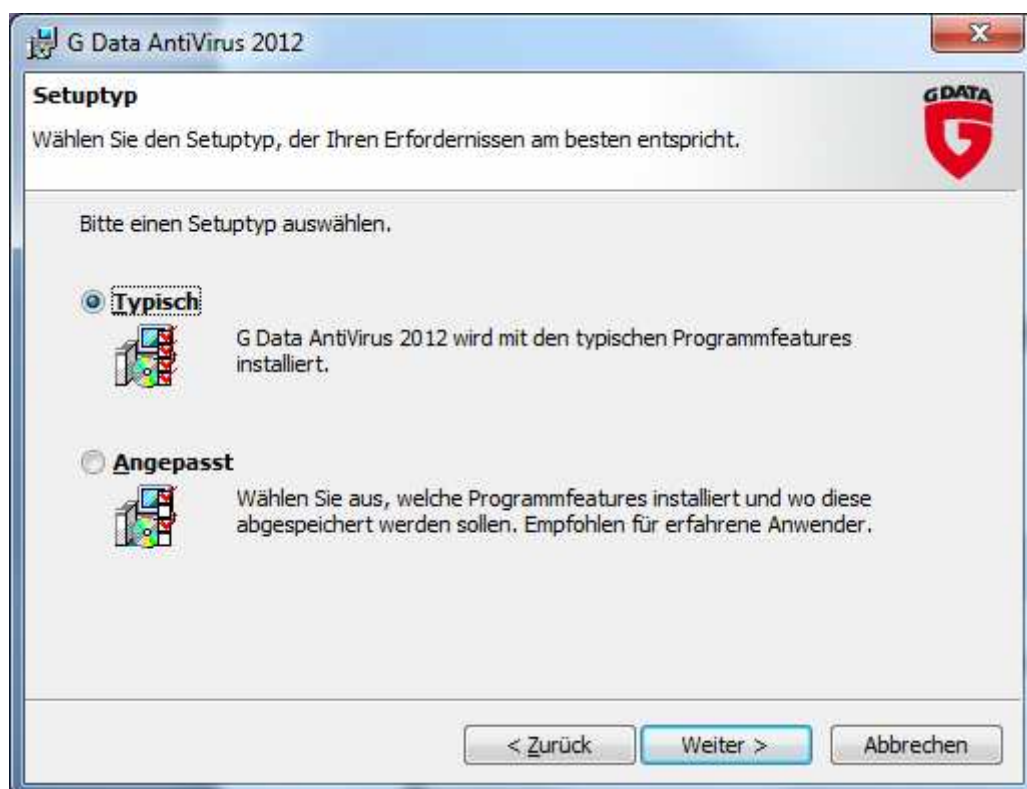 G Data AntiVirus 2012
Setuptyp
Wählen Sie den Setuptyp, der Ihren Erfordernissen am besten entspricht.
GDATA
G
Bitte einen Setuptyp auswählen.
Typisch
G Data AntiVirus 2012 wird mit den typischen Programmfeatures
installiert.
Angepasst
Wählen Sie aus, welche Programmfeatures installiert und wo diese
abgespeichert werden sollen. Empfohlen für erfahrene Anwender.
< Zurück Weiter > Abbrechen